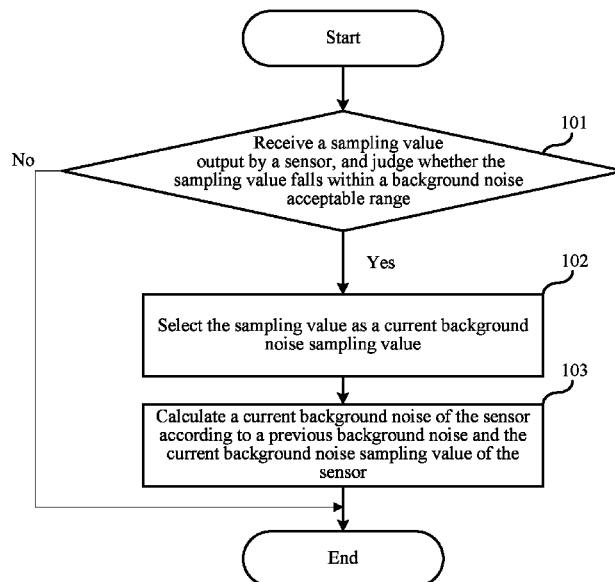 Start
101
Receive a sampling value
output by a sensor, and judge whether the
sampling value falls within a background noise
acceptable range
No
Yes
102
Select the sampling value as a current background
noise sampling value
103
Calculate a current background noise of the sensor
according to a previous background noise and the
current background noise sampling value of the
sensor
End